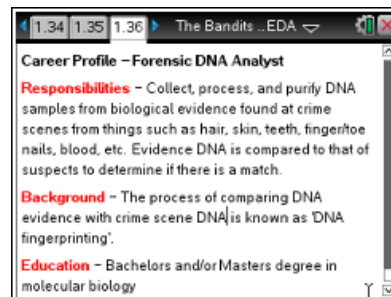 1.34 1.35 1.36 The Bandits ..EDA
Career Profile – Forensic DNA Analyst
Responsibilities – Collect, process, and purify DNA
samples from biological evidence found at crime
scenes from things such as hair, skin, teeth, finger/toe
nails, blood, etc. Evidence DNA is compared to that of
suspects to determine if there is a match.
Background – The process of comparing DNA
evidence with crime scene DNA is known as 'DNA
fingerprinting'.
Education – Bachelors and/or Masters degree in
molecular biology